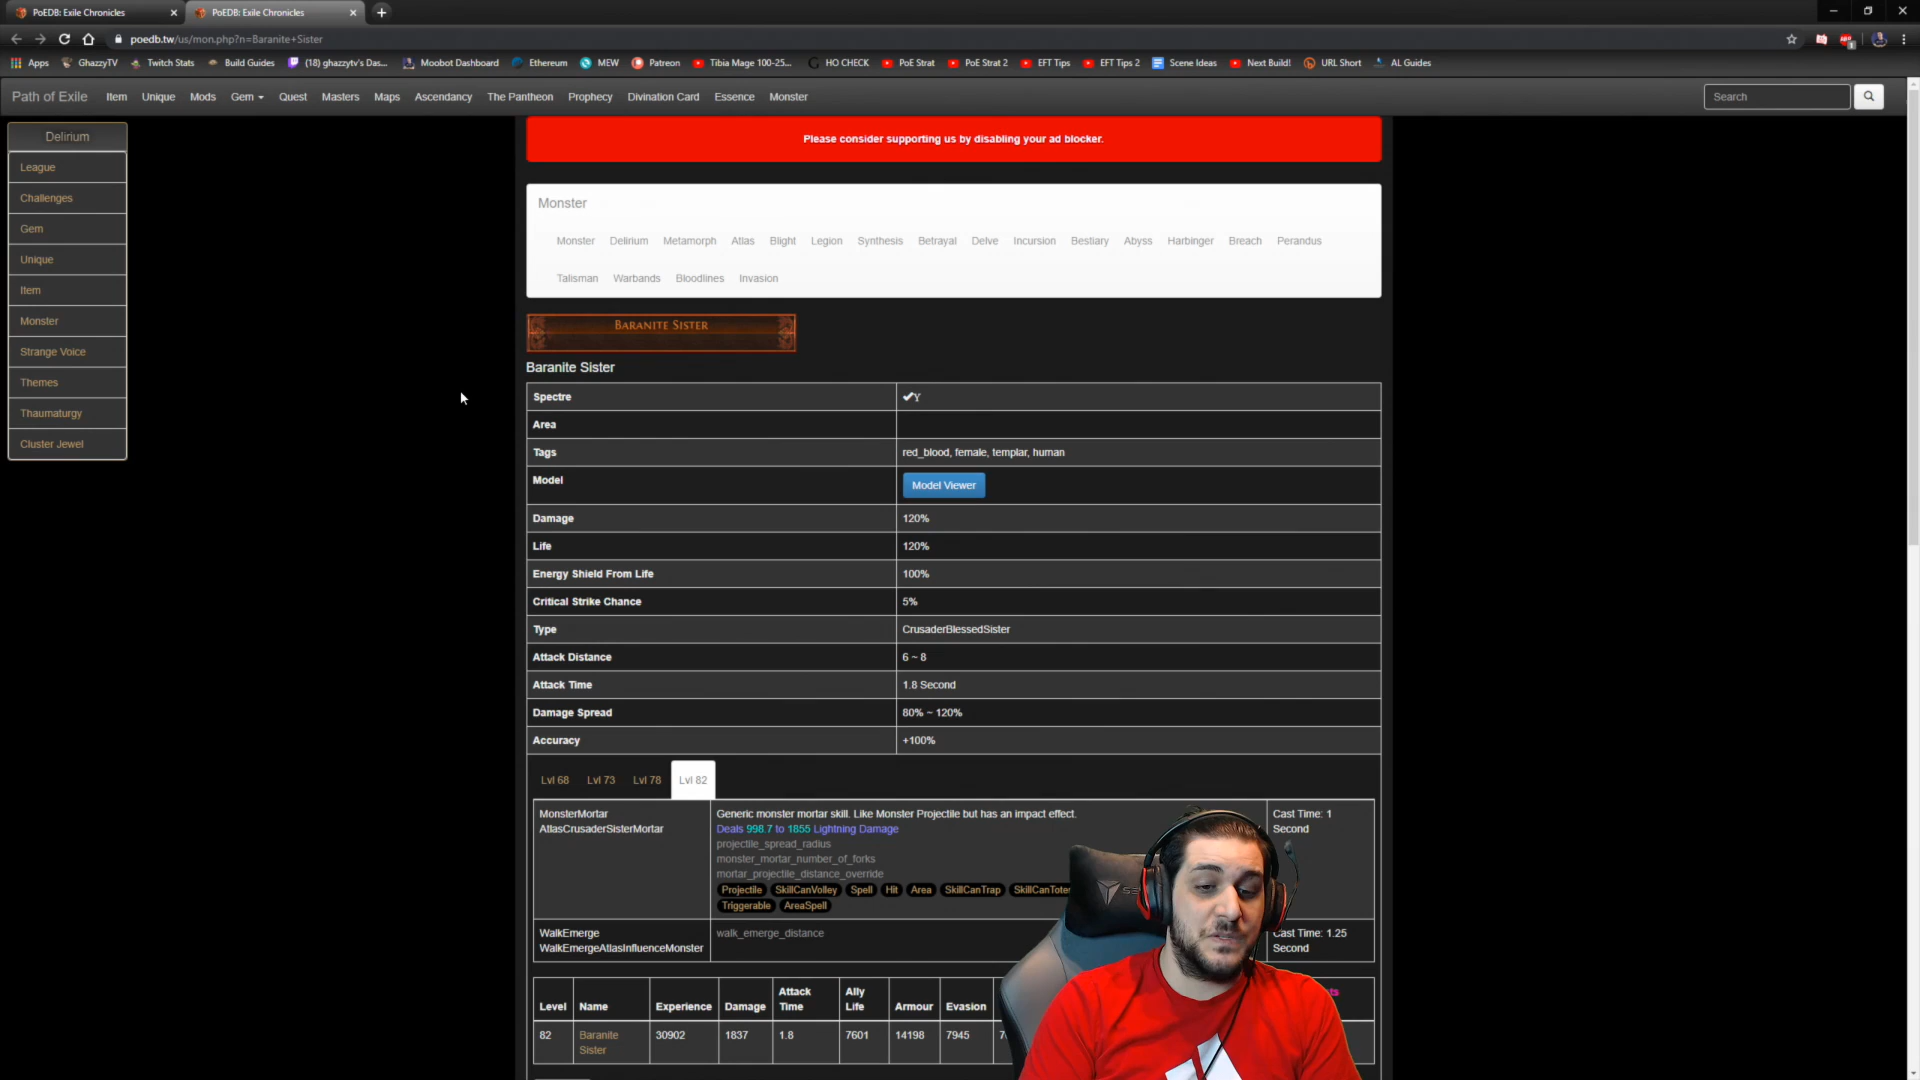 PoEDB: Exile Chronicles
PoEDB: Exile Chronicles
poedb.tw/us/mon.php?n=Baranite+Sister
Apps GhazzyTV Twitch Stats Build Guides (18) ghazzytv's Das... Moobot Dashboard Ethereum MEW Patreon Tibia Mage 100-25... HO CHECK PoE Strat PoE Strat 2 EFT Tips EFT Tips 2 Scene Ideas Next Build! URL Short AL Guides
Path of Exile Item Unique Mods Gem Quest Masters Maps Ascendancy The Pantheon Prophecy Divination Card Essence Monster Search
Delirium
League
Challenges
Gem
Unique
Item
Monster
Strange Voice
Themes
Thaumaturgy
Cluster Jewel
Please consider supporting us by disabling your ad blocker.
Monster
Monster Delirium Metamorph Atlas Blight Legion Synthesis Betrayal Delve Incursion Bestiary Abyss Harbinger Breach Perandus
Talisman Warbands Bloodlines Invasion
Baranite Sister
Baranite Sister
Spectre Y
Area
Tags red_blood, female, templar, human
Model Model Viewer
Damage 120%
Life 120%
Energy Shield From Life 100%
Critical Strike Chance 5%
Type CrusaderBlessedSister
Attack Distance 6 ~ 8
Attack Time 1.8 Second
Damage Spread 80% ~ 120%
Accuracy +100%
Lvl 68 Lvl 73 Lvl 78 Lvl 82
MonsterMortar
AtlasCrusaderSisterMortar
Generic monster mortar skill. Like Monster Projectile but has an impact effect.
Deals 998.7 to 1855 Lightning Damage
projectile_spread_radius
monster_mortar_number_of_forks
mortar_projectile_distance_override
Projectile SkillCanVolley Spell Hit Area SkillCanTrap
Triggerable AreaSpell
Cast Time: 1
Second
WalkEmerge
WalkEmergeAtlasInfluenceMonster
walk_emerge_distance
Cast Time: 1.25
Second
Level Name Experience Damage Attack Time Ally Life Armour Evasion
82 Baranite Sister 30902 1837 1.8 7601 14198 7945